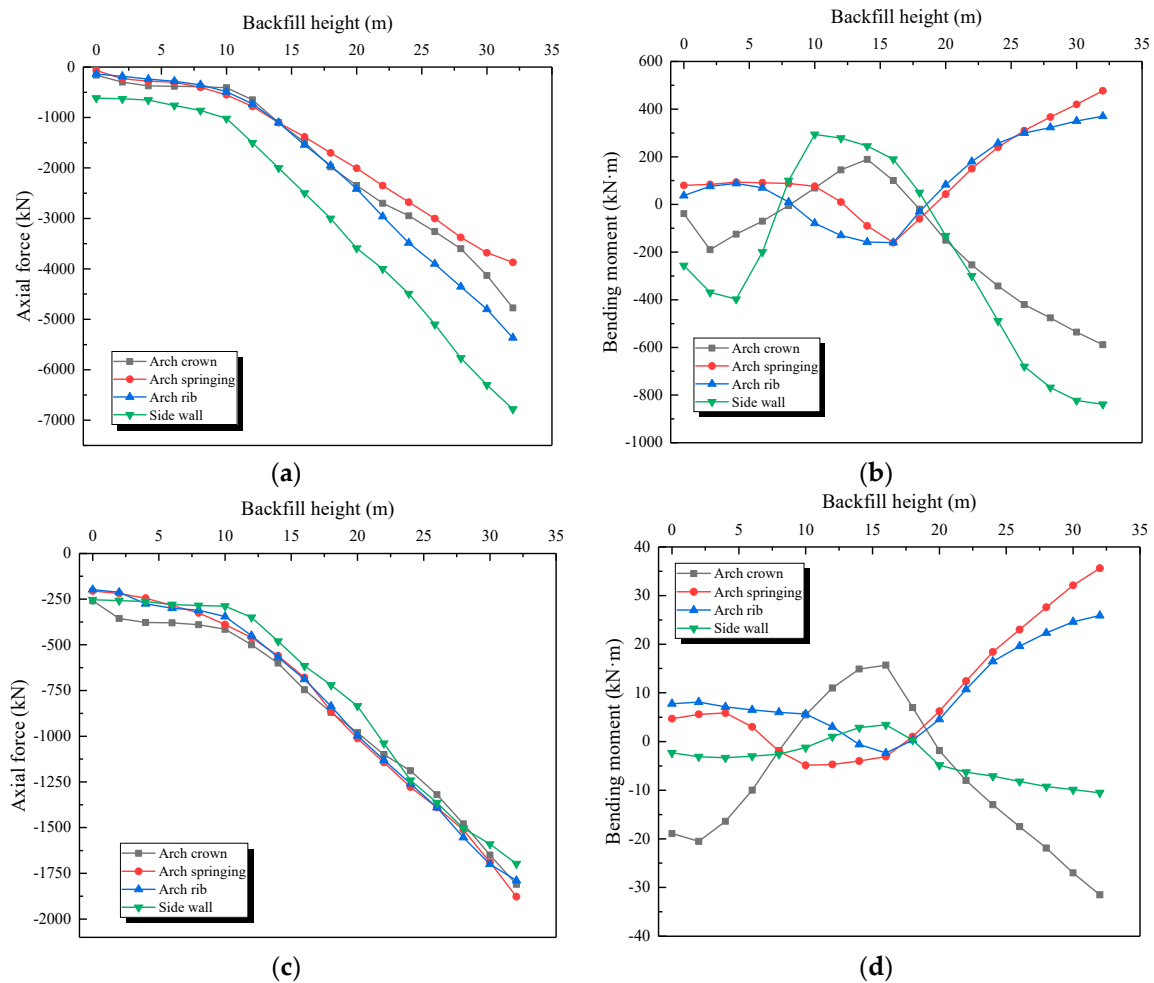 Backfill height (m)
0 5 10 15 20 25 30 35
0
-1000
-2000
-3000
-4000
-5000
-6000
-7000
Axial force (kN)
Arch crown
Arch springing
Arch rib
Side wall
(a)
Backfill height (m)
0 5 10 15 20 25 30 35
600
400
200
0
-200
-400
-600
-800
-1000
Bending moment (kN·m)
Arch crown
Arch springing
Arch rib
Side wall
(b)
Backfill height (m)
0 5 10 15 20 25 30 35
0
-250
-500
-750
-1000
-1250
-1500
-1750
-2000
Axial force (kN)
Arch crown
Arch springing
Arch rib
Side wall
(c)
Backfill height (m)
0 5 10 15 20 25 30 35
40
30
20
10
0
-10
-20
-30
-40
Bending moment (kN·m)
Arch crown
Arch springing
Arch rib
Side wall
(d)